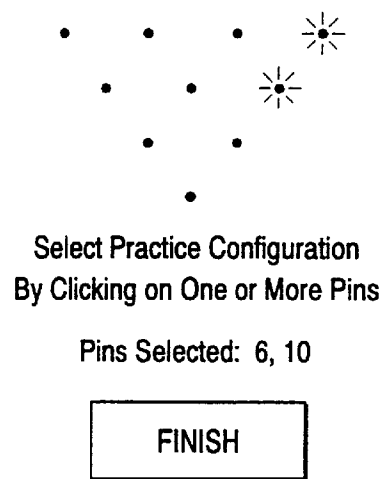 Select Practice Configuration
By Clicking on One or More Pins
Pins Selected: 6, 10
FINISH